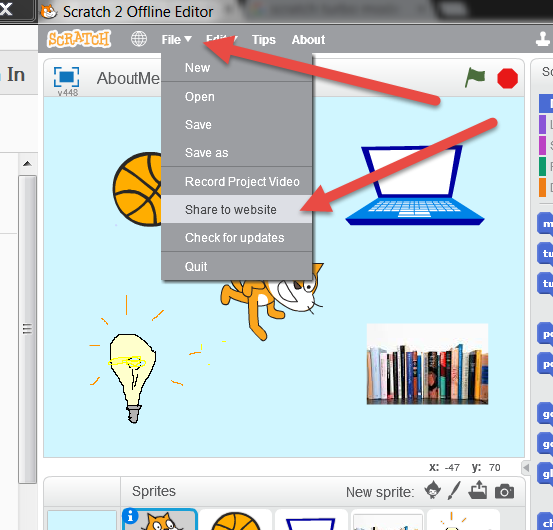 Scratch 2 Offline Editor
SCRATCH File Edit Tips About
In
v448 AboutMe
New
Open
Save
Save as
Record Project Video
Share to website
Check for updates
Quit
x: -47 y: 70
Sprites New sprite: